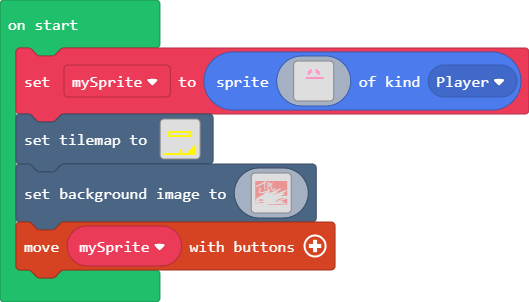 on start
set mySprite to sprite of kind Player
set tilemap to
set background image to
move mySprite with buttons